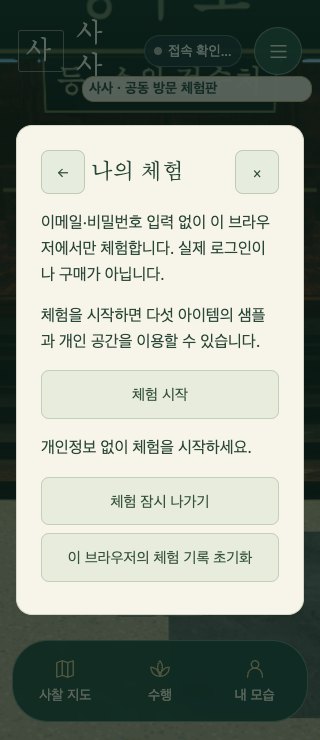 사
사
사
접속 확인…
사사 · 공동 방문 체험판
←
나의 체험
×
이메일·비밀번호 입력 없이 이 브라우
저에서만 체험합니다. 실제 로그인이
나 구매가 아닙니다.
체험을 시작하면 다섯 아이템의 샘플
과 개인 공간을 이용할 수 있습니다.
체험 시작
개인정보 없이 체험을 시작하세요.
체험 잠시 나가기
이 브라우저의 체험 기록 초기화
사찰 지도
수행
내 모습